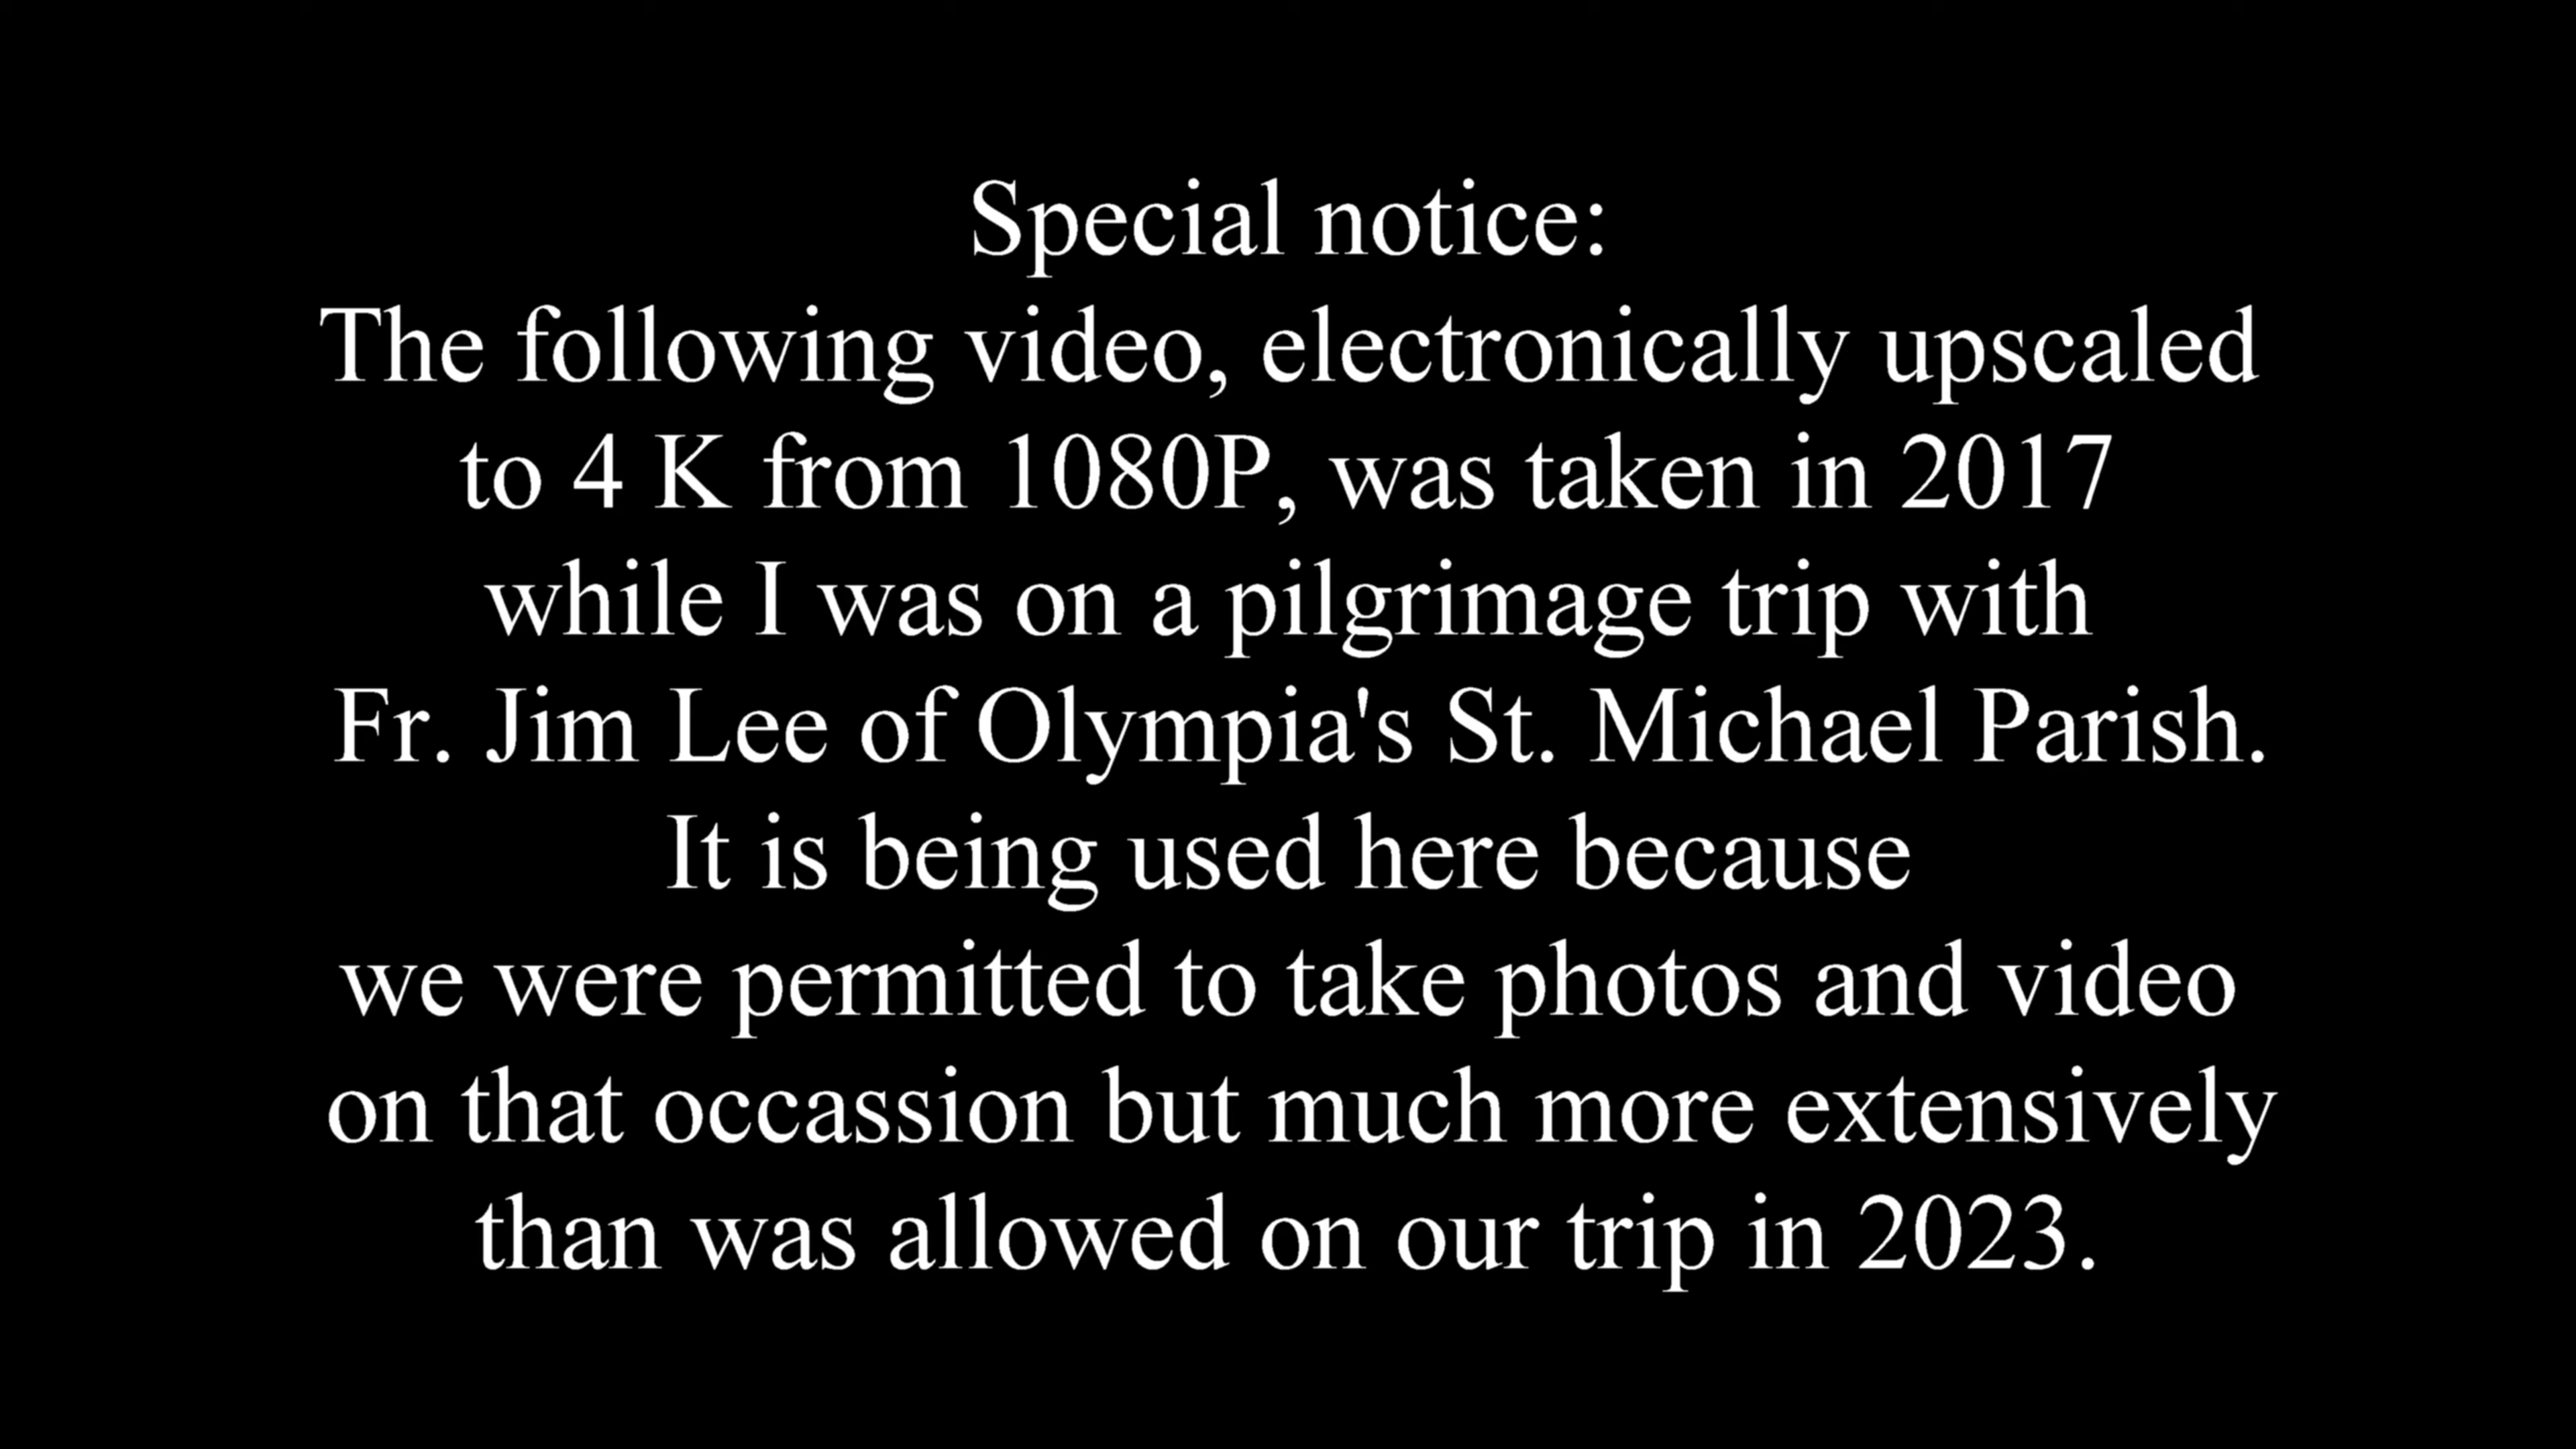 Special notice:
The following video, electronically upscaled
to 4 K from 1080P, was taken in 2017
while I was on a pilgrimage trip with
Fr. Jim Lee of Olympia's St. Michael Parish.
It is being used here because
we were permitted to take photos and video
on that occassion but much more extensively
than was allowed on our trip in 2023.